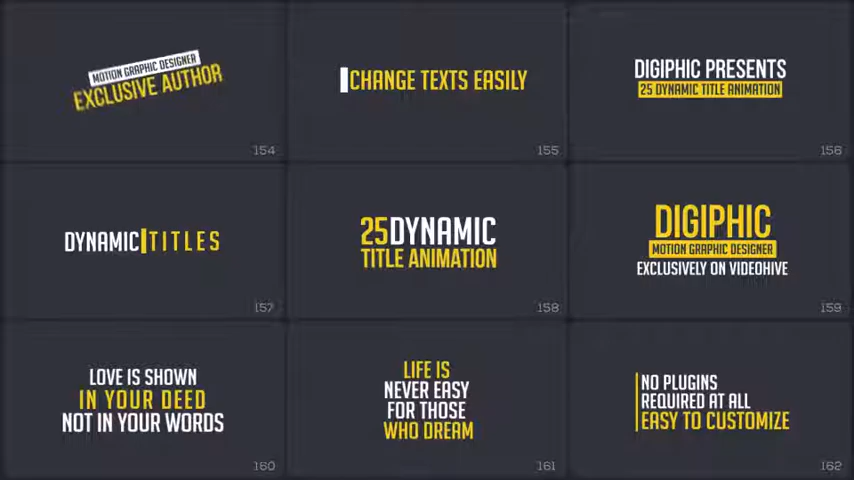 MOTION GRAPHIC DESIGNER
EXCLUSIVE AUTHOR
154
CHANGE TEXTS EASILY
155
DIGIPHIC PRESENTS
25 DYNAMIC TITLE ANIMATION
156
DYNAMIC TITLES
157
25DYNAMIC
TITLE ANIMATION
158
DIGIPHIC
MOTION GRAPHIC DESIGNER
EXCLUSIVELY ON VIDEOHIVE
159
LOVE IS SHOWN
IN YOUR DEED
NOT IN YOUR WORDS
160
LIFE IS
NEVER EASY
FOR THOSE
WHO DREAM
161
NO PLUGINS
REQUIRED AT ALL
EASY TO CUSTOMIZE
162